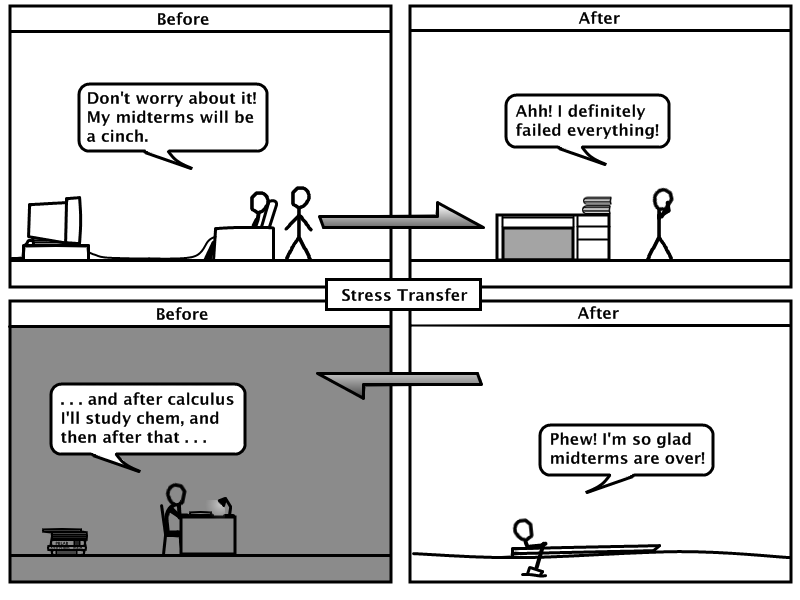 Before
Don't worry about it!
My midterms will be
a cinch.
After
Ahh! I definitely
failed everything!
Stress Transfer
Before
. . . and after calculus
I'll study chem, and
then after that . . .
After
Phew! I'm so glad
midterms are over!